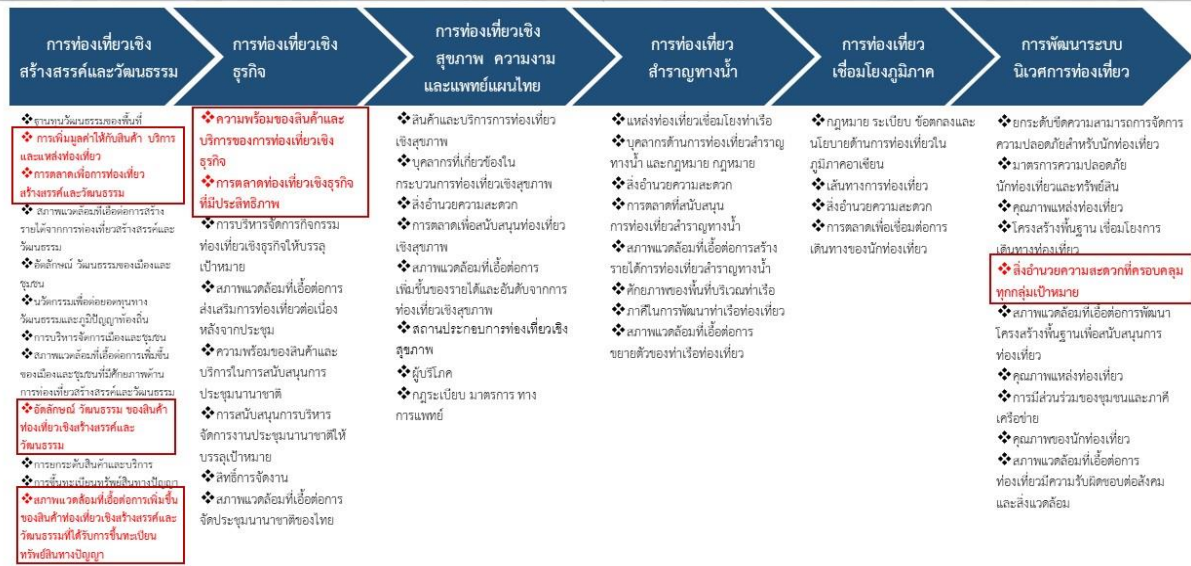 การท่องเที่ยวเชิง
สร้างสรรค์และวัฒนธรรม
❖ฐานทุนวัฒนธรรมของพื้นที่
❖ การเพิ่มมูลค่าให้กับสินค้า บริการ
และแหล่งท่องเที่ยว
❖การตลาดเพื่อการท่องเที่ยว
สร้างสรรค์และวัฒนธรรม
❖ สภาพแวดล้อมที่เอื้อต่อการสร้าง
รายได้จากการท่องเที่ยวสร้างสรรค์และ
วัฒนธรรม
❖อัตลักษณ์ วัฒนธรรมของเมืองและ
ชุมชน
❖นวัตกรรมเพื่อต่อยอดทุนทาง
วัฒนธรรมและภูมิปัญญาท้องถิ่น
❖การบริหารจัดการเมืองและชุมชน
❖สภาพแวดล้อมที่เอื้อต่อการเพิ่มขึ้น
ของเมืองและชุมชนที่มีศักยภาพด้าน
การท่องเที่ยวสร้างสรรค์และวัฒนธรรม
❖อัตลักษณ์ วัฒนธรรม ของสินค้า
ท่องเที่ยวเชิงสร้างสรรค์และ
วัฒนธรรม
❖การยกระดับสินค้าและบริการ
❖การขึ้นทะเบียนทรัพย์สินทางปัญญา
❖สภาพแวดล้อมที่เอื้อต่อการเพิ่มขึ้น
ของสินค้าท่องเที่ยวเชิงสร้างสรรค์และ
วัฒนธรรมที่ได้รับการขึ้นทะเบียน
ทรัพย์สินทางปัญญา
การท่องเที่ยวเชิง
ธุรกิจ
❖ความพร้อมของสินค้าและ
บริการของการท่องเที่ยวเชิง
ธุรกิจ
❖การตลาดท่องเที่ยวเชิงธุรกิจ
ที่มีประสิทธิภาพ
❖การบริหารจัดการกิจกรรม
ท่องเที่ยวเชิงธุรกิจให้บรรลุ
เป้าหมาย
❖สภาพแวดล้อมที่เอื้อต่อการ
ส่งเสริมการท่องเที่ยวต่อเนื่อง
หลังจากประชุม
❖ความพร้อมของสินค้าและ
บริการในการสนับสนุนการ
ประชุมนานาชาติ
❖การสนับสนุนการบริหาร
จัดการงานประชุมนานาชาติให้
บรรลุเป้าหมาย
❖สิทธิ์การจัดงาน
❖สภาพแวดล้อมที่เอื้อต่อการ
จัดประชุมนานาชาติของไทย
การท่องเที่ยวเชิง
สุขภาพ ความงาม
และแพทย์แผนไทย
❖สินค้าและบริการการท่องเที่ยว
เชิงสุขภาพ
❖บุคลากรที่เกี่ยวข้องใน
กระบวนการท่องเที่ยวเชิงสุขภาพ
❖สิ่งอำนวยความสะดวก
❖การตลาดเพื่อสนับสนุนท่องเที่ยว
เชิงสุขภาพ
❖สภาพแวดล้อมที่เอื้อต่อการ
เพิ่มขึ้นของรายได้และอันดับจากการ
ท่องเที่ยวเชิงสุขภาพ
❖สถานประกอบการท่องเที่ยวเชิง
สุขภาพ
❖ผู้บริโภค
❖กฎระเบียบ มาตรการ ทาง
การแพทย์
การท่องเที่ยว
สำราญทางน้ำ
❖แหล่งท่องเที่ยวเชื่อมโยงท่าเรือ
❖บุคลากรด้านการท่องเที่ยวสำราญ
ทางน้ำ และกฎหมาย กฎหมาย
❖สิ่งอำนวยความสะดวก
❖การตลาดที่สนับสนุน
การท่องเที่ยวสำราญทางน้ำ
❖สภาพแวดล้อมที่เอื้อต่อการสร้าง
รายได้การท่องเที่ยวสำราญทางน้ำ
❖ศักยภาพของพื้นที่บริเวณท่าเรือ
❖ภาคีในการพัฒนาท่าเรือท่องเที่ยว
❖สภาพแวดล้อมที่เอื้อต่อการ
ขยายตัวของท่าเรือท่องเที่ยว
การท่องเที่ยว
เชื่อมโยงภูมิภาค
❖กฎหมาย ระเบียบ ข้อตกลงและ
นโยบายด้านการท่องเที่ยวใน
ภูมิภาคอาเซียน
❖เส้นทางการท่องเที่ยว
❖สิ่งอำนวยความสะดวก
❖การตลาดเพื่อเชื่อมต่อการ
เดินทางของนักท่องเที่ยว
การพัฒนาระบบ
นิเวศการท่องเที่ยว
❖ยกระดับขีดความสามารถการจัดการ
ความปลอดภัยสำหรับนักท่องเที่ยว
❖มาตรการความปลอดภัย
นักท่องเที่ยวและทรัพย์สิน
❖คุณภาพแหล่งท่องเที่ยว
❖โครงสร้างพื้นฐาน เชื่อมโยงการ
เดินทางท่องเที่ยว
❖สิ่งอำนวยความสะดวกที่ครอบคลุม
ทุกกลุ่มเป้าหมาย
❖สภาพแวดล้อมที่เอื้อต่อการพัฒนา
โครงสร้างพื้นฐานเพื่อสนับสนุนการ
ท่องเที่ยว
❖คุณภาพแหล่งท่องเที่ยว
❖การมีส่วนร่วมของชุมชนและภาคี
เครือข่าย
❖คุณภาพของนักท่องเที่ยว
❖สภาพแวดล้อมที่เอื้อต่อการ
ท่องเที่ยวมีความรับผิดชอบต่อสังคม
และสิ่งแวดล้อม